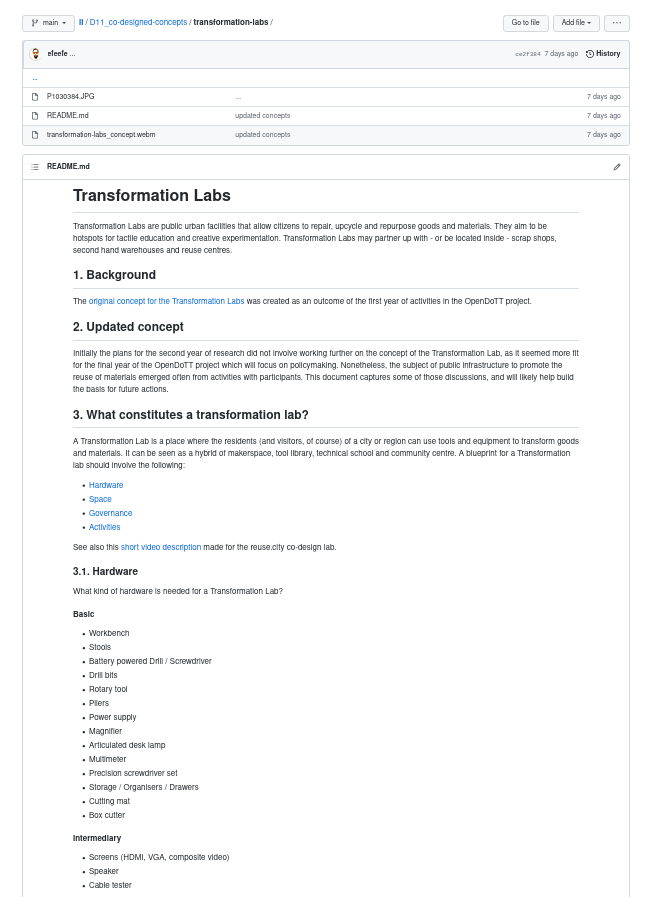 main
II / D11_co-designed-concepts / transformation-labs /
Go to file
Add file
...
efeefe ...
ce2f384 7 days ago
History
..
P1030384.JPG ... 7 days ago
README.md updated concepts 7 days ago
transformation-labs_concept.webm updated concepts 7 days ago
README.md
Transformation Labs
Transformation Labs are public urban facilities that allow citizens to repair, upcycle and repurpose goods and materials. They aim to be
hotspots for tactile education and creative experimentation. Transformation Labs may partner up with - or be located inside - scrap shops,
second hand warehouses and reuse centres.
1. Background
The original concept for the Transformation Labs was created as an outcome of the first year of activities in the OpenDoTT project.
2. Updated concept
Initially the plans for the second year of research did not involve working further on the concept of the Transformation Lab, as it seemed more fit
for the final year of the OpenDoTT project which will focus on policymaking. Nonetheless, the subject of public infrastructure to promote the
reuse of materials emerged often from activities with participants. This document captures some of those discussions, and will likely help build
the basis for future actions.
3. What constitutes a transformation lab?
A Transformation Lab is a place where the residents (and visitors, of course) of a city or region can use tools and equipment to transform goods
and materials. It can be seen as a hybrid of makerspace, tool library, technical school and community centre. A blueprint for a Transformation
lab should involve the following:
• Hardware
• Space
• Governance
• Activities
See also this short video description made for the reuse.city co-design lab.
3.1. Hardware
What kind of hardware is needed for a Transformation Lab?
Basic
• Workbench
• Stools
• Battery powered Drill / Screwdriver
• Drill bits
• Rotary tool
• Pliers
• Power supply
• Magnifier
• Articulated desk lamp
• Multimeter
• Precision screwdriver set
• Storage / Organisers / Drawers
• Cutting mat
• Box cutter
Intermediary
• Screens (HDMI, VGA, composite video)
• Speaker
• Cable tester